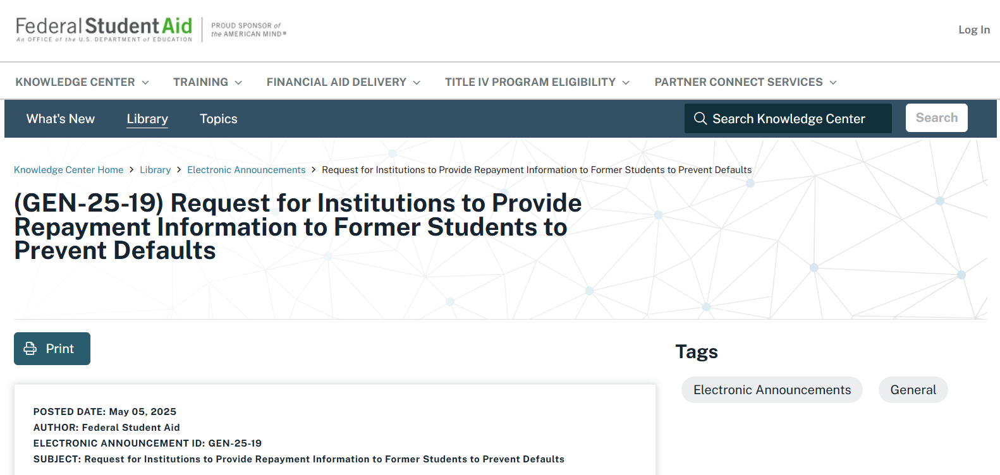 Federal Student Aid
An OFFICE of the U.S. DEPARTMENT of EDUCATION
PROUD SPONSOR of
the AMERICAN MIND®
Log In
KNOWLEDGE CENTER
TRAINING
FINANCIAL AID DELIVERY
TITLE IV PROGRAM ELIGIBILITY
PARTNER CONNECT SERVICES
What's New
Library
Topics
Search Knowledge Center
Search
Knowledge Center Home > Library > Electronic Announcements > Request for Institutions to Provide Repayment Information to Former Students to Prevent Defaults
(GEN-25-19) Request for Institutions to Provide
Repayment Information to Former Students to
Prevent Defaults
Print
Tags
Electronic Announcements
General
POSTED DATE: May 05, 2025
AUTHOR: Federal Student Aid
ELECTRONIC ANNOUNCEMENT ID: GEN-25-19
SUBJECT: Request for Institutions to Provide Repayment Information to Former Students to Prevent Defaults